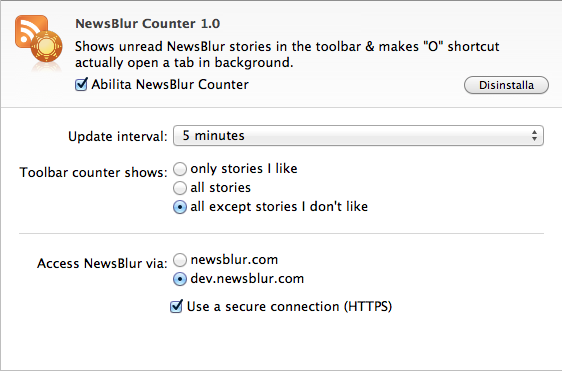 NewsBlur Counter 1.0
Shows unread NewsBlur stories in the toolbar & makes "O" shortcut
actually open a tab in background.
Abilita NewsBlur Counter
Disinstalla
Update interval: 5 minutes
Toolbar counter shows: only stories I like
all stories
all except stories I don't like
Access NewsBlur via: newsblur.com
dev.newsblur.com
Use a secure connection (HTTPS)